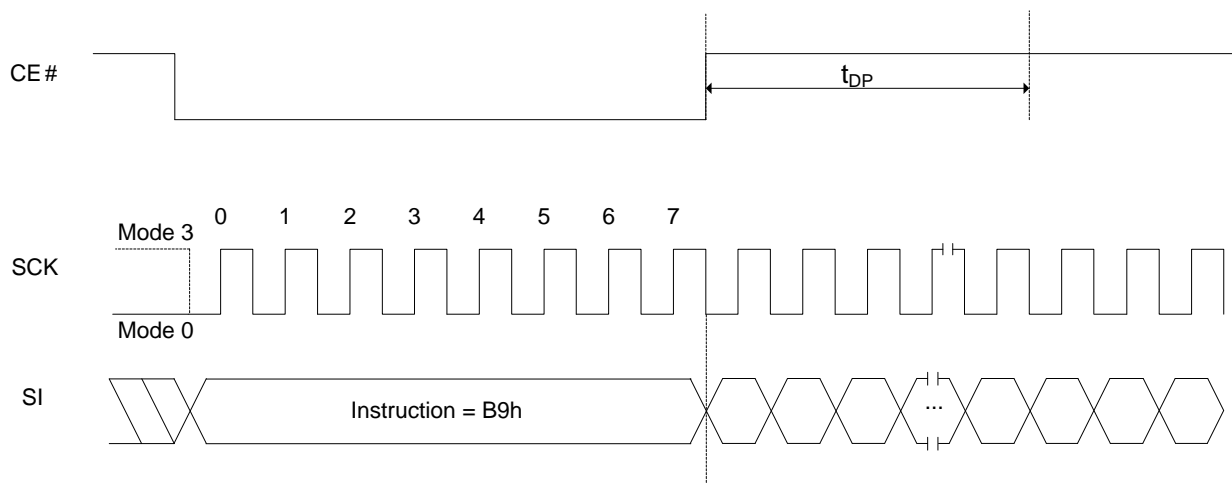 CE #
tDP
0 1 2 3 4 5 6 7
Mode 3
SCK
Mode 0
SI
Instruction = B9h
...